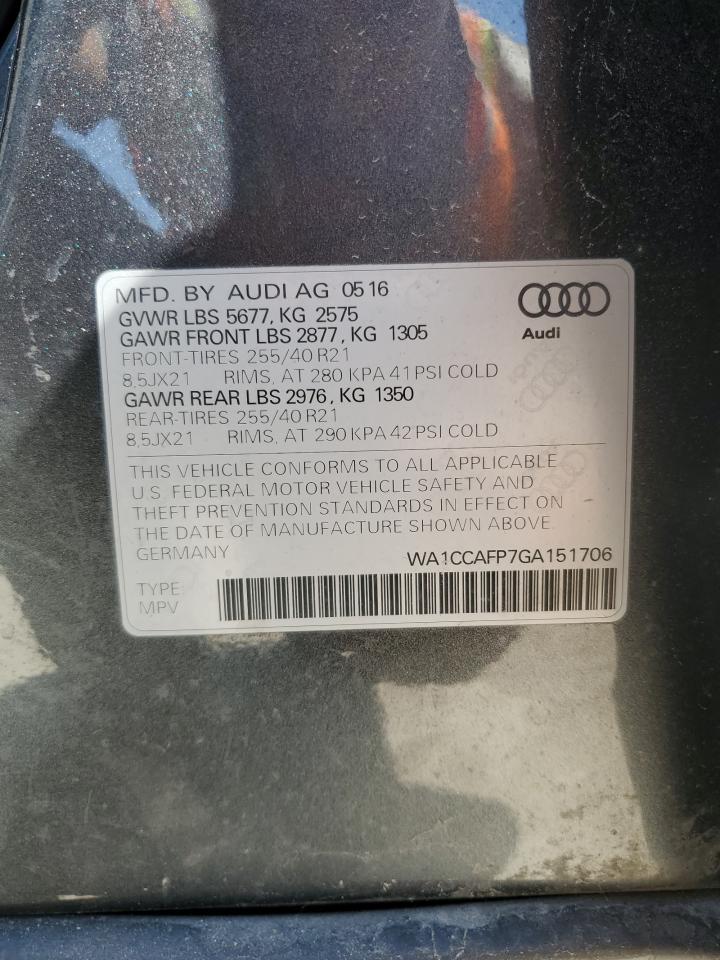 MFD. BY AUDI AG 05 16
GVWR LBS 5677, KG 2575
GAWR FRONT LBS 2877, KG 1305
FRONT-TIRES 255/40 R21
8,5JX21 RIMS, AT 280 KPA 41 PSI COLD
GAWR REAR LBS 2976, KG 1350
REAR-TIRES 255/40 R21
8,5JX21 RIMS, AT 290 KPA 42 PSI COLD
Audi
THIS VEHICLE CONFORMS TO ALL APPLICABLE
U.S. FEDERAL MOTOR VEHICLE SAFETY AND
THEFT PREVENTION STANDARDS IN EFFECT ON
THE DATE OF MANUFACTURE SHOWN ABOVE.
GERMANY WA1CCAFP7GA151706
TYPE:
MPV